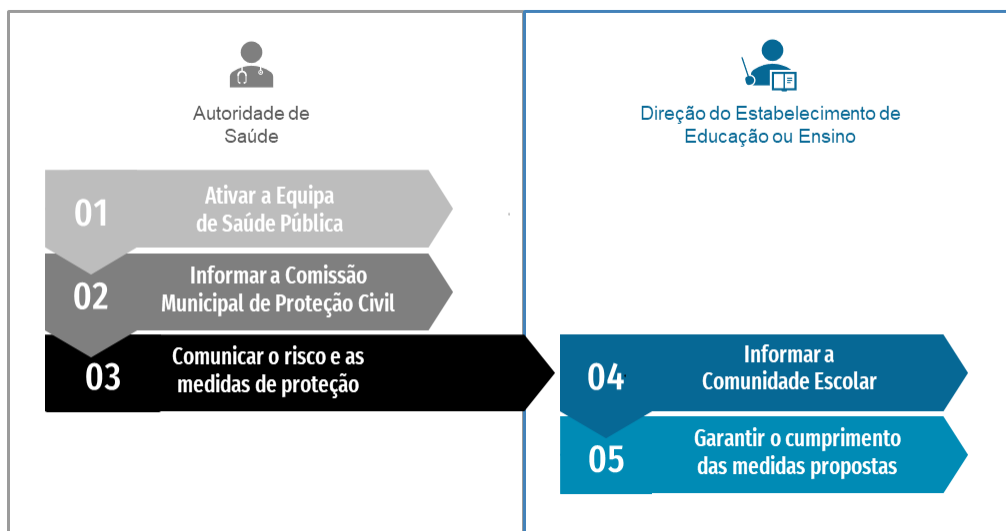 Autoridade de
Saúde
01
Ativar a Equipa
de Saúde Pública
02
Informar a Comissão
Municipal de Proteção Civil
03
Comunicar o risco e as
medidas de proteção
Direção do Estabelecimento de
Educação ou Ensino
04
Informar a
Comunidade Escolar
05
Garantir o cumprimento
das medidas propostas